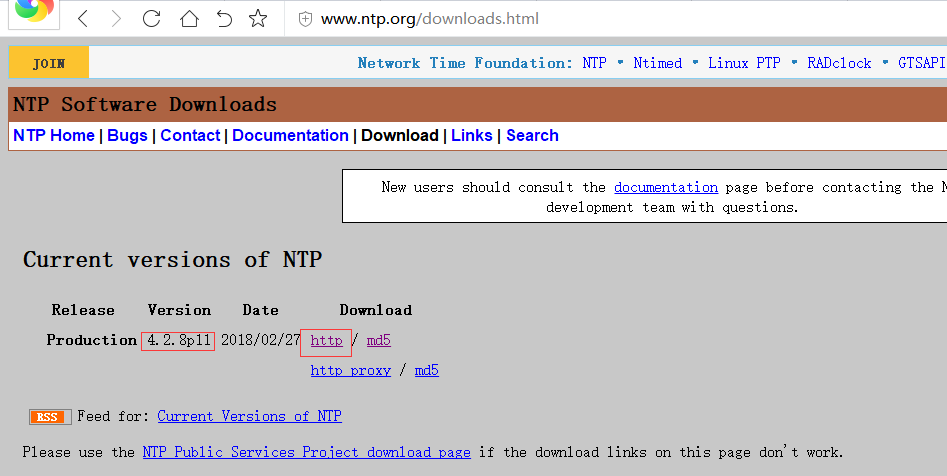 www.ntp.org/downloads.html
JOIN Network Time Foundation: NTP • Ntimed • Linux PTP • RADclock • GTSAPI
NTP Software Downloads
NTP Home | Bugs | Contact | Documentation | Download | Links | Search
New users should consult the documentation page before contacting the N
development team with questions.
Current versions of NTP
Release Version Date Download
Production 4.2.8p11 2018/02/27 http / md5
http proxy / md5
RSS Feed for: Current Versions of NTP
Please use the NTP Public Services Project download page if the download links on this page don't work.